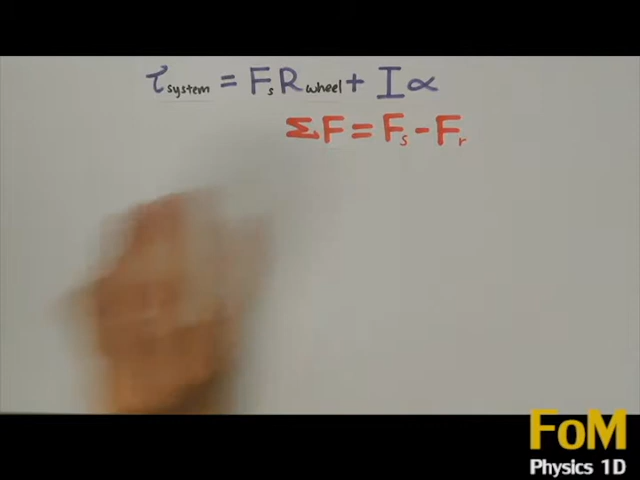 τsystem = FsRwheel + Iα
ΣF = Fs - Fr
FoM
Physics 1D